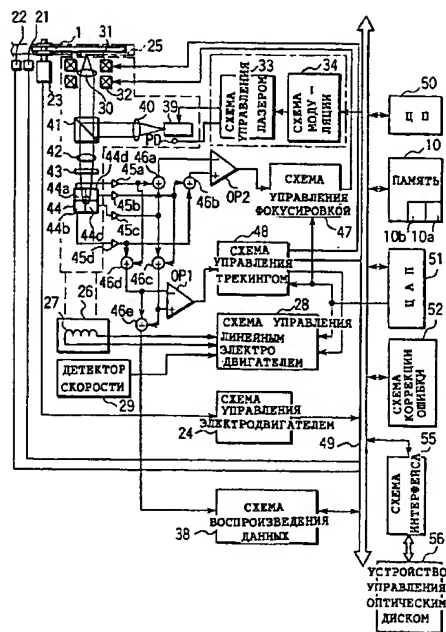 22 21 1 31 25
33
34
50
ЦП
23
30 32
СХЕМА
УПРАВЛЕНИЯ
ЛАЗЕРОМ
СХЕМА
МОДУ-
ЛЯЦИИ
10
ПАМЯТЬ
10b 10a
41 40 39
PD
42
43
44d 46a
45a
44a
45b
44
45c
44b
44c
45d
46b
OP2
СХЕМА
УПРАВЛЕНИЯ
ФОКУСИРОВКОЙ
47
48
СХЕМА
УПРАВЛЕНИЯ
ТРЕКИНГОМ
51
ЦАП
46d 46c
OP1
46e
28
СХЕМА УПРАВЛЕНИЯ
ЛИНЕЙНЫМ
ЭЛЕКТРО
ДВИГАТЕЛЕМ
52
СХЕМА
КОРРЕКЦИИ
ОШИБКИ
27 26
ДЕТЕКТОР
СКОРОСТИ
29
СХЕМА
УПРАВЛЕНИЯ
ЭЛЕКТРОДВИГАТЕЛЕМ
24
49
55
СХЕМА
ИНТЕРФЕЙСА
СХЕМА
ВОСПРОИЗВЕДЕНИЯ
ДАННЫХ
38
56
УСТРОЙСТВО
УПРАВЛЕНИЯ
ОПТИЧЕСКИМ
ДИСКОМ